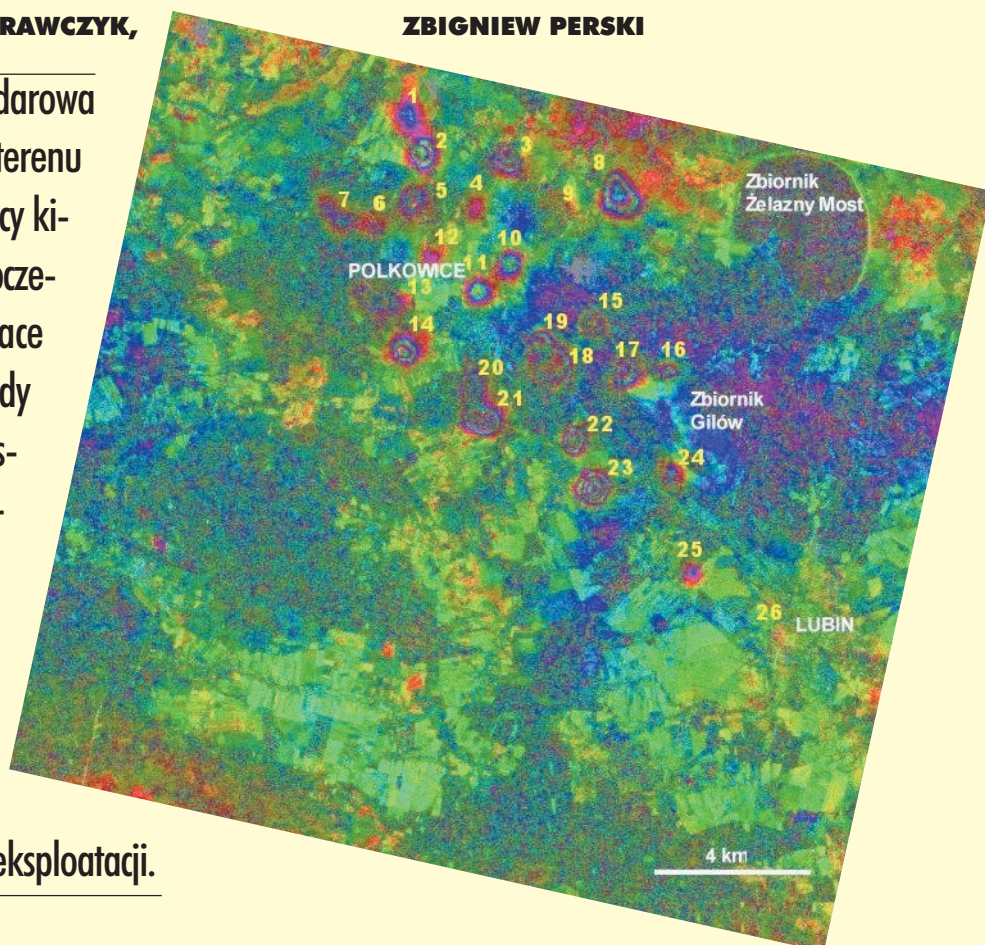 RAWCZYK,
ZBIGNIEW PERSKI
darowa
terenu
cy ki-
cze-
ace
dy
s-
-
eksploatacji.
1
2
3
4
5
6
7
8
9
Zbiornik
Żelazny Most
10
11
12
POLKOWICE
13
14
15
16
17
18
19
20
21
Zbiornik
Gilów
22
23
24
25
26
LUBIN
4 km